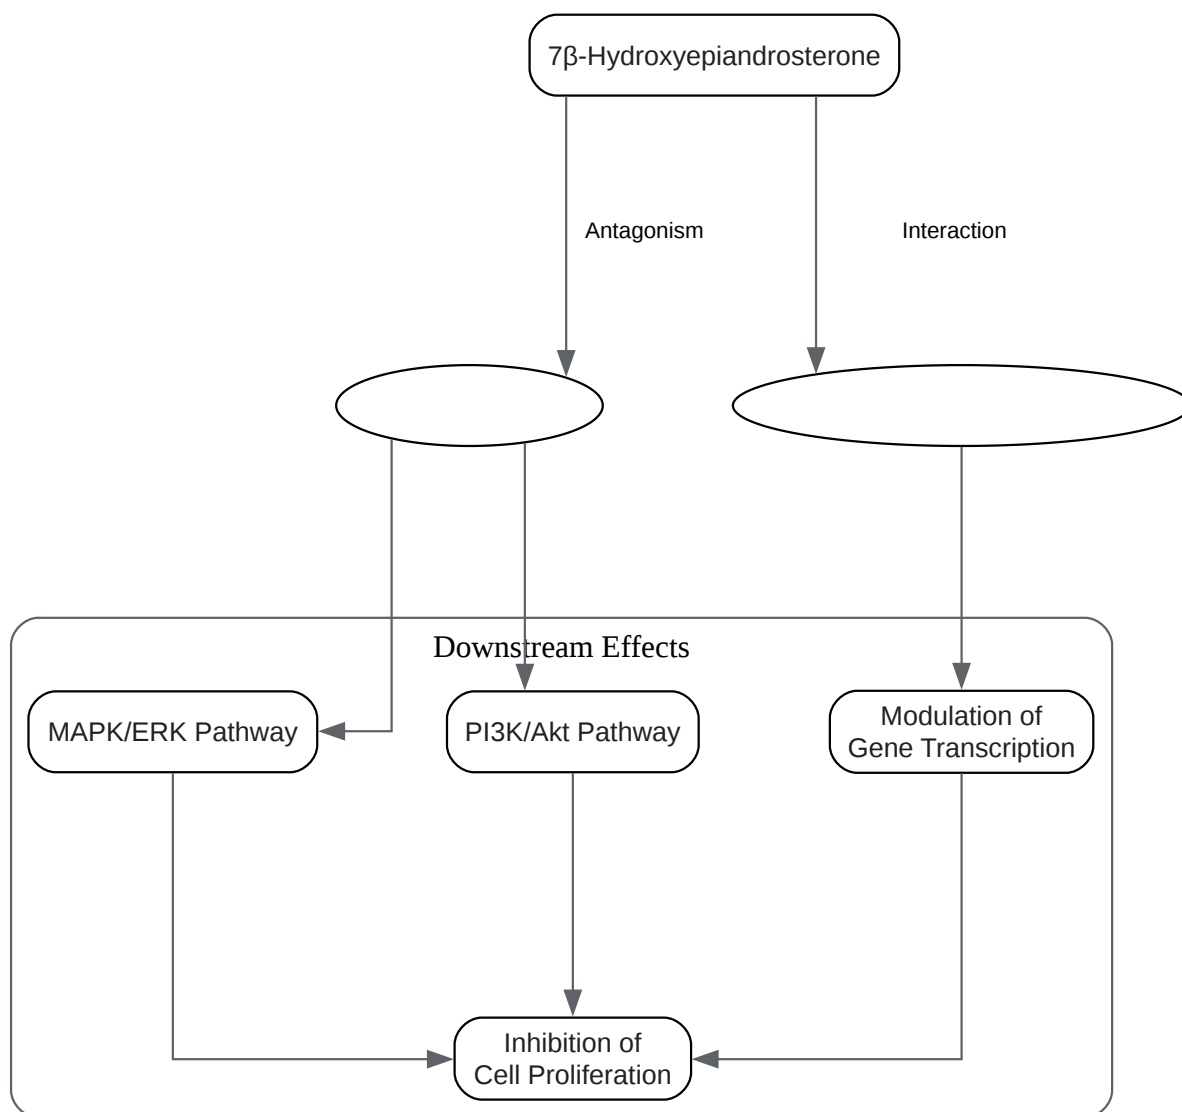 7β-Hydroxyepiandrosterone
Antagonism
Interaction
Downstream Effects
MAPK/ERK Pathway
PI3K/Akt Pathway
Modulation of
Gene Transcription
Inhibition of
Cell Proliferation